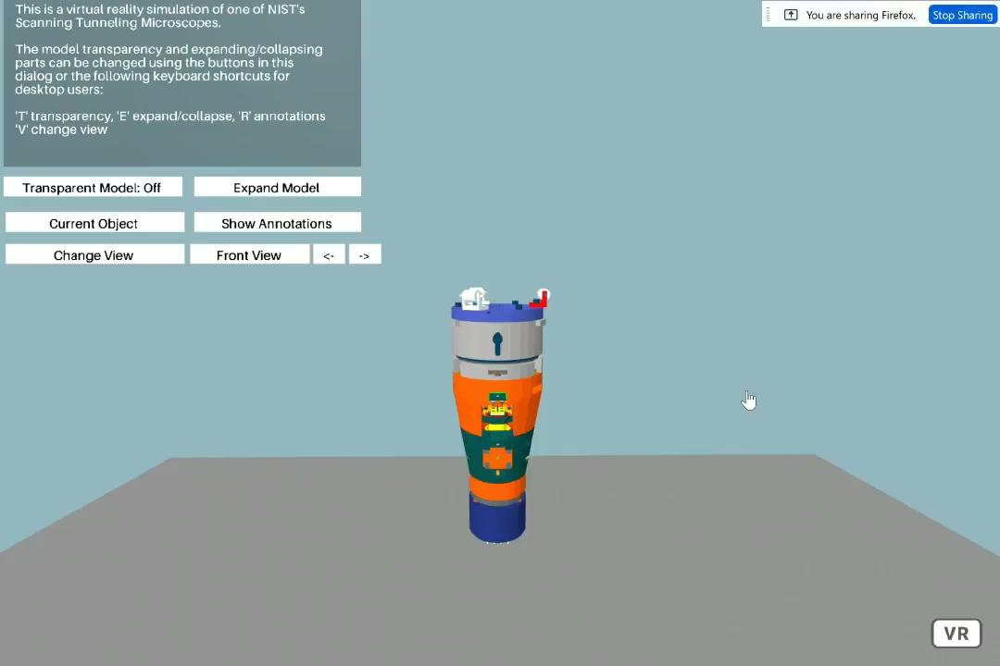 This is a virtual reality simulation of one of NIST's
Scanning Tunneling Microscopes.
The model transparency and expanding/collapsing
parts can be changed using the buttons in this
dialog or the following keyboard shortcuts for
desktop users:
'T' transparency, 'E' expand/collapse, 'R' annotations
'V' change view
You are sharing Firefox.
Stop Sharing
Transparent Model: Off
Expand Model
Current Object
Show Annotations
Change View
Front View
<-
->
VR